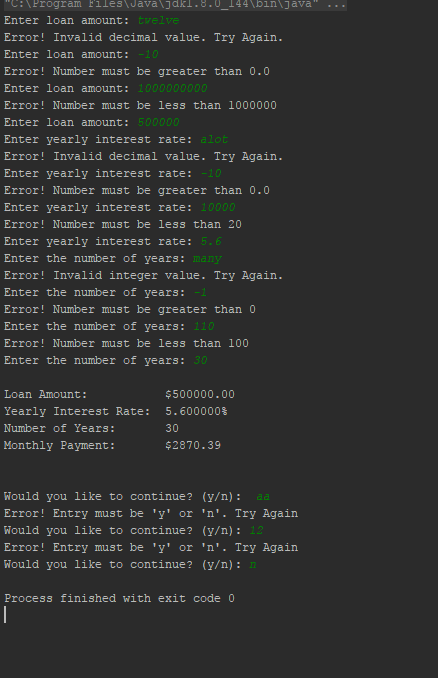 "C:\Program Files\Java\jdk1.8.0_144\bin\java" ...
Enter loan amount: twelve
Error! Invalid decimal value. Try Again.
Enter loan amount: -10
Error! Number must be greater than 0.0
Enter loan amount: 1000000000
Error! Number must be less than 1000000
Enter loan amount: 500000
Enter yearly interest rate: alot
Error! Invalid decimal value. Try Again.
Enter yearly interest rate: -10
Error! Number must be greater than 0.0
Enter yearly interest rate: 10000
Error! Number must be less than 20
Enter yearly interest rate: 5.6
Enter the number of years: many
Error! Invalid integer value. Try Again.
Enter the number of years: -1
Error! Number must be greater than 0
Enter the number of years: 110
Error! Number must be less than 100
Enter the number of years: 30
Loan Amount: $500000.00
Yearly Interest Rate: 5.600000%
Number of Years: 30
Monthly Payment: $2870.39
Would you like to continue? (y/n): aa
Error! Entry must be 'y' or 'n'. Try Again
Would you like to continue? (y/n): 12
Error! Entry must be 'y' or 'n'. Try Again
Would you like to continue? (y/n): n
Process finished with exit code 0